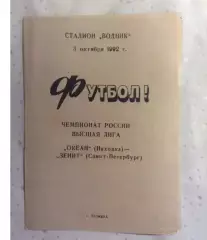 СТАДИОН „ВОДНИК"
3 октября 1992 г.
ФУТБОЛ!
ЧЕМПИОНАТ РОССИИ
ВЫСШАЯ ЛИГА
„ОКЕАН" (Находка)—
„ЗЕНИТ" (Санкт-Петербург)